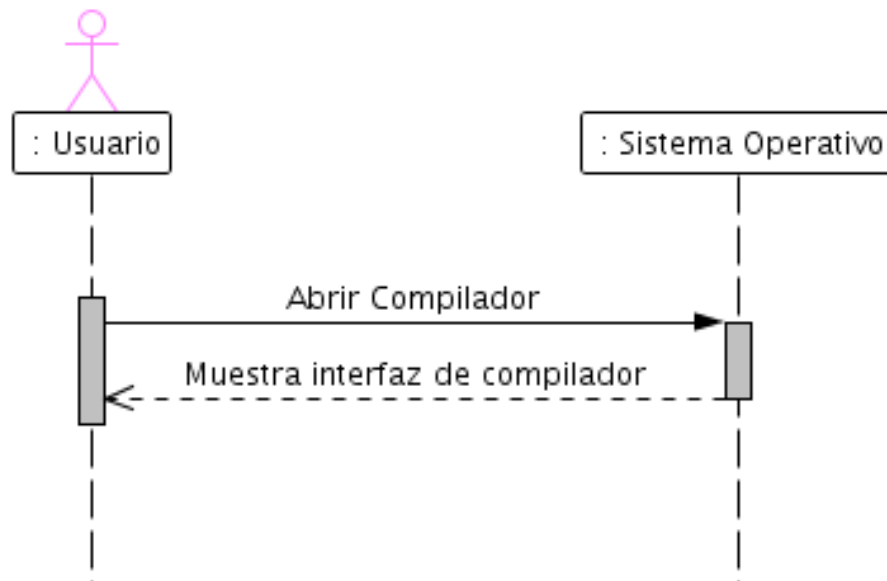 : Usuario
: Sistema Operativo
Abrir Compilador
Muestra interfaz de compilador